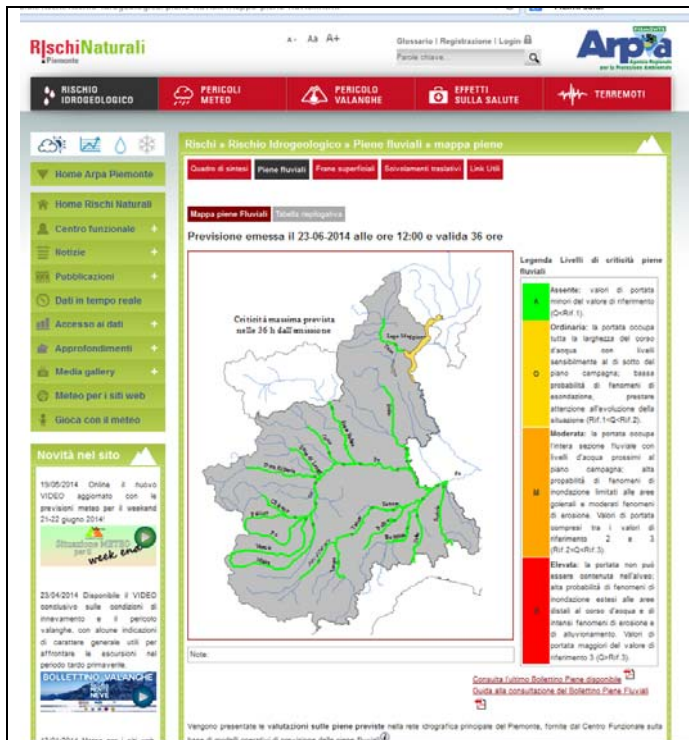 RIschiNaturali
Piemonte
A- Aá A+
Glossario | Registrazione | Login
Parole chiave...
PIEMONTE
Arpa
Agenzia Regionale
per la Protezione Ambientale
RISCHIO IDROGEOLOGICO
PERICOLI METEO
PERICOLO VALANGHE
EFFETTI SULLA SALUTE
TERREMOTI
Home Arpa Piemonte
Home Rischi Naturali
Centro funzionale +
Notizie +
Pubblicazioni +
Dati in tempo reale
Accesso ai dati +
Approfondimenti +
Media gallery +
Meteo per i siti web
Gioca con il meteo
Novità nel sito
19/05/2014 Online il nuovo
VIDEO aggiornato con le
previsioni meteo per il weekend
21-22 giugno 2014!
Situazione METEO
per il
week end
23/04/2014 Disponibile il VIDEO
conclusivo sulle condizioni di
innevamento e il pericolo
valanghe, con alcune indicazioni
di carattere generale utili per
affrontare le escursioni nel
periodo tardo primaverile.
BOLLETTINO VALANGHE
Rischi » Rischio Idrogeologico » Piene fluviali » mappa piene
Quadro di sintesi
Piene fluviali
Frane superficiali
Scivolamenti traslativi
Link Utili
Mappa piene Fluviali
Tabella riepilogativa
Previsione emessa il 23-06-2014 alle ore 12:00 e valida 36 ore
Criticità massima prevista
nelle 36 h dall'emissione
Lago Maggiore
Note:
Legenda Livelli di criticità piene
fluviali
A
Assente: valori di portata
minori del valore di riferimento
(Q<Rif.1).
O
Ordinaria: la portata occupa
tutta la larghezza del corso
d'acqua con livelli
sensibilmente al di sotto del
piano campagna; bassa
probabilità di fenomeni di
esondazione, prestare
attenzione all'evoluzione della
situazione (Rif.1<Q<Rif.2).
M
Moderata: la portata occupa
l'intera sezione fluviale con
livelli d'acqua prossimi al
piano campagna; alta
propabilità di fenomeni di
inondazione limitati alle aree
golenali e moderati fenomeni
di erosione. Valori di portata
compresi tra i valori di
riferimento 2 e 3
(Rif.2<Q<Rif.3).
Elevata: la portata non può
essere contenuta nell'alveo;
alta probabilità di fenomeni di
inondazione estesi alle aree
distali al corso d'acqua e di
intensi fenomeni di erosione e
di alluvionamento. Valori di
portata maggiori del valore di
riferimento 3 (Q>Rif.3).
Consulta l'ultimo Bollettino Piene disponibile
Guida alla consultazione del Bollettino Piene Fluviali
Vengono presentate le valutazioni sulle piene previste nella rete idrografica principale del Piemonte, fornite dal Centro Funzionale sulla